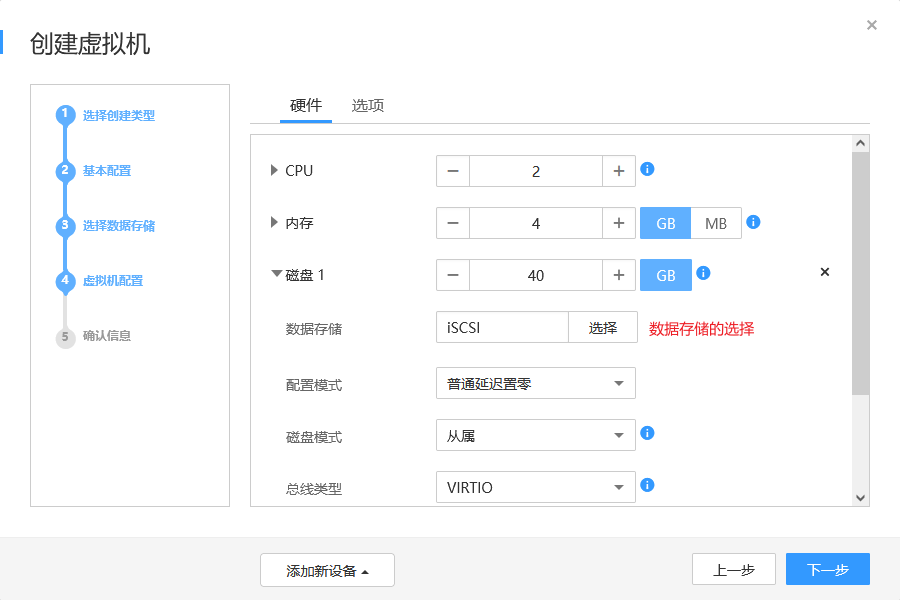 创建虚拟机
×
1 选择创建类型
2 基本配置
3 选择数据存储
4 虚拟机配置
5 确认信息
硬件 选项
CPU − 2 + i
内存 − 4 + GB MB i
磁盘 1 − 40 + GB i ×
数据存储 iSCSI 选择 数据存储的选择
配置模式 普通延迟置零
磁盘模式 从属 i
总线类型 VIRTIO i
添加新设备 上一步 下一步